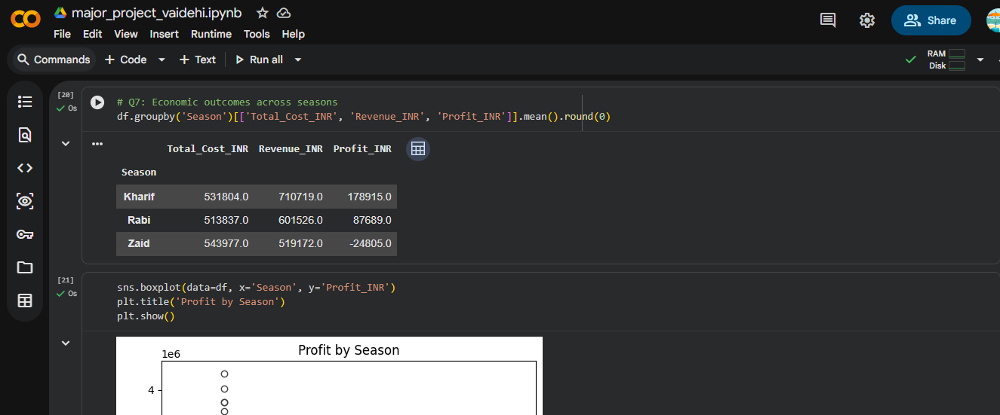 major_project_vaidehi.ipynb
File Edit View Insert Runtime Tools Help
Share
Commands + Code + Text Run all
RAM
Disk
[20]
0s
# Q7: Economic outcomes across seasons
df.groupby('Season')[['Total_Cost_INR', 'Revenue_INR', 'Profit_INR']].mean().round(0)
Total_Cost_INR Revenue_INR Profit_INR
Season
Kharif 531804.0 710719.0 178915.0
Rabi 513837.0 601526.0 87689.0
Zaid 543977.0 519172.0 -24805.0
[21]
0s
sns.boxplot(data=df, x='Season', y='Profit_INR')
plt.title('Profit by Season')
plt.show()
Profit by Season
1e6
4